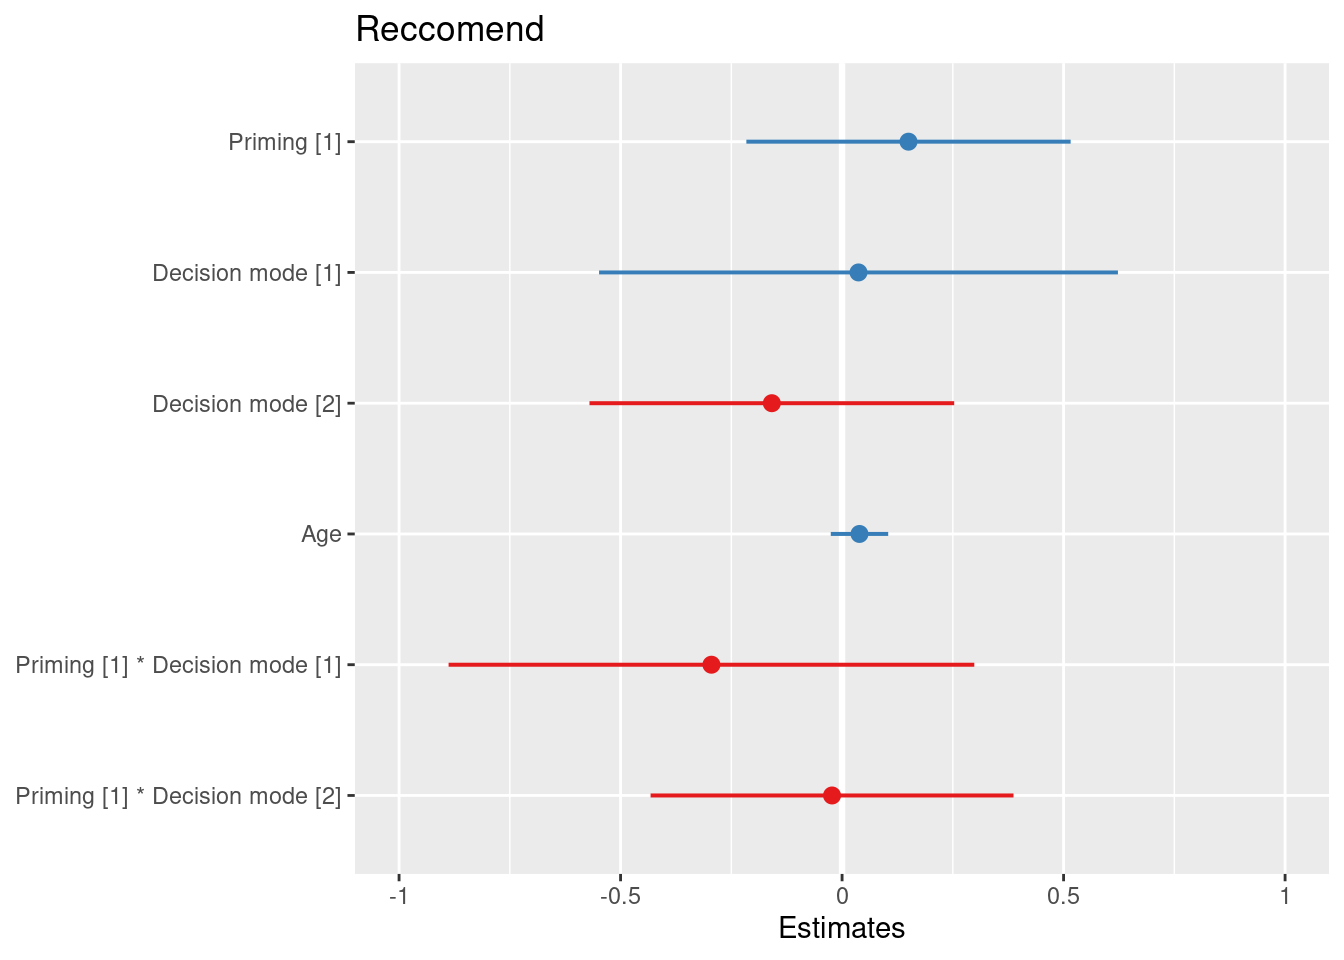 Reccomend
Priming [1]
Decision mode [1]
Decision mode [2]
Age
Priming [1] * Decision mode [1]
Priming [1] * Decision mode [2]
-1 -0.5 0 0.5 1
Estimates